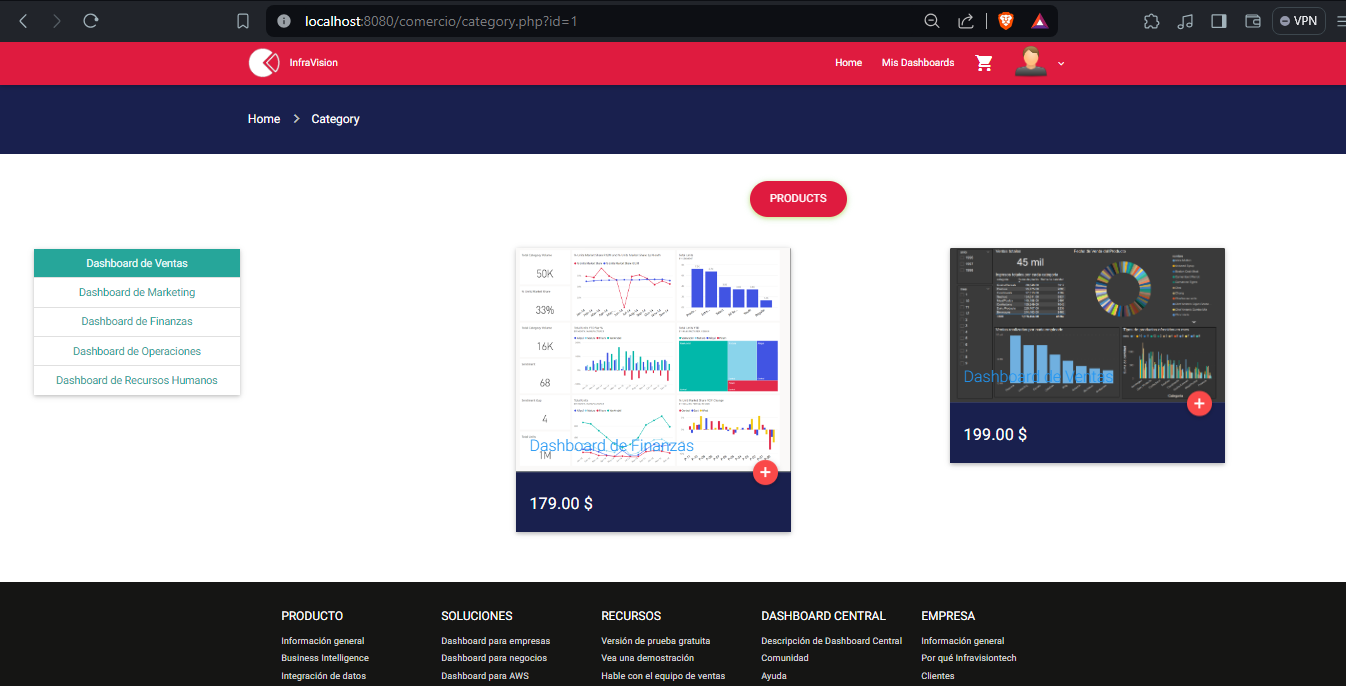 localhost:8080/comercio/category.php?id=1
VPN
InfraVision
Home
Mis Dashboards
Home
Category
PRODUCTS
Dashboard de Ventas
Dashboard de Marketing
Dashboard de Finanzas
Dashboard de Operaciones
Dashboard de Recursos Humanos
50K
33%
16K
68
4
1M
Dashboard de Finanzas
179.00 $
45 mil
Dashboard de Ventas
199.00 $
PRODUCTO
Información general
Business Intelligence
Integración de datos
SOLUCIONES
Dashboard para empresas
Dashboard para negocios
Dashboard para AWS
RECURSOS
Versión de prueba gratuita
Vea una demostración
Hable con el equipo de ventas
DASHBOARD CENTRAL
Descripción de Dashboard Central
Comunidad
Ayuda
EMPRESA
Información general
Por qué Infravisiontech
Clientes